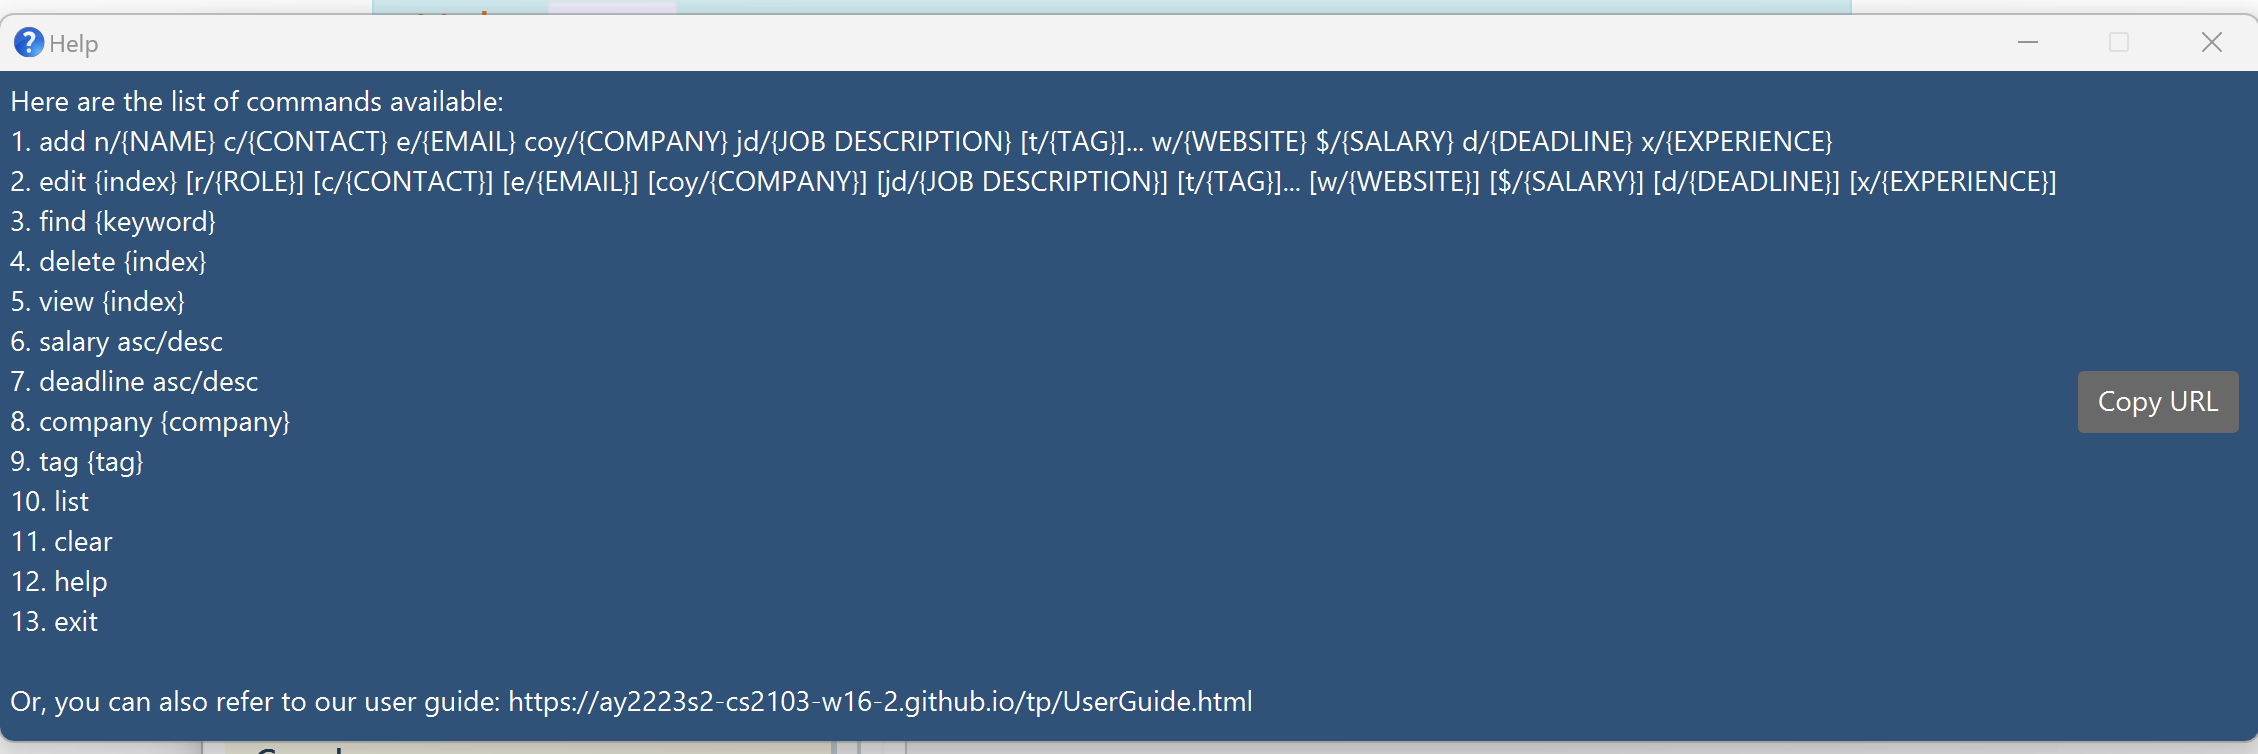 Help
Here are the list of commands available:
1. add n/{NAME} c/{CONTACT} e/{EMAIL} coy/{COMPANY} jd/{JOB DESCRIPTION} [t/{TAG}]... w/{WEBSITE} $/{SALARY} d/{DEADLINE} x/{EXPERIENCE}
2. edit {index} [r/{ROLE}] [c/{CONTACT}] [e/{EMAIL}] [coy/{COMPANY}] [jd/{JOB DESCRIPTION}] [t/{TAG}]... [w/{WEBSITE}] [$/{SALARY}] [d/{DEADLINE}] [x/{EXPERIENCE}]
3. find {keyword}
4. delete {index}
5. view {index}
6. salary asc/desc
7. deadline asc/desc
Copy URL
8. company {company}
9. tag {tag}
10. list
11. clear
12. help
13. exit
Or, you can also refer to our user guide: https://ay2223s2-cs2103-w16-2.github.io/tp/UserGuide.html